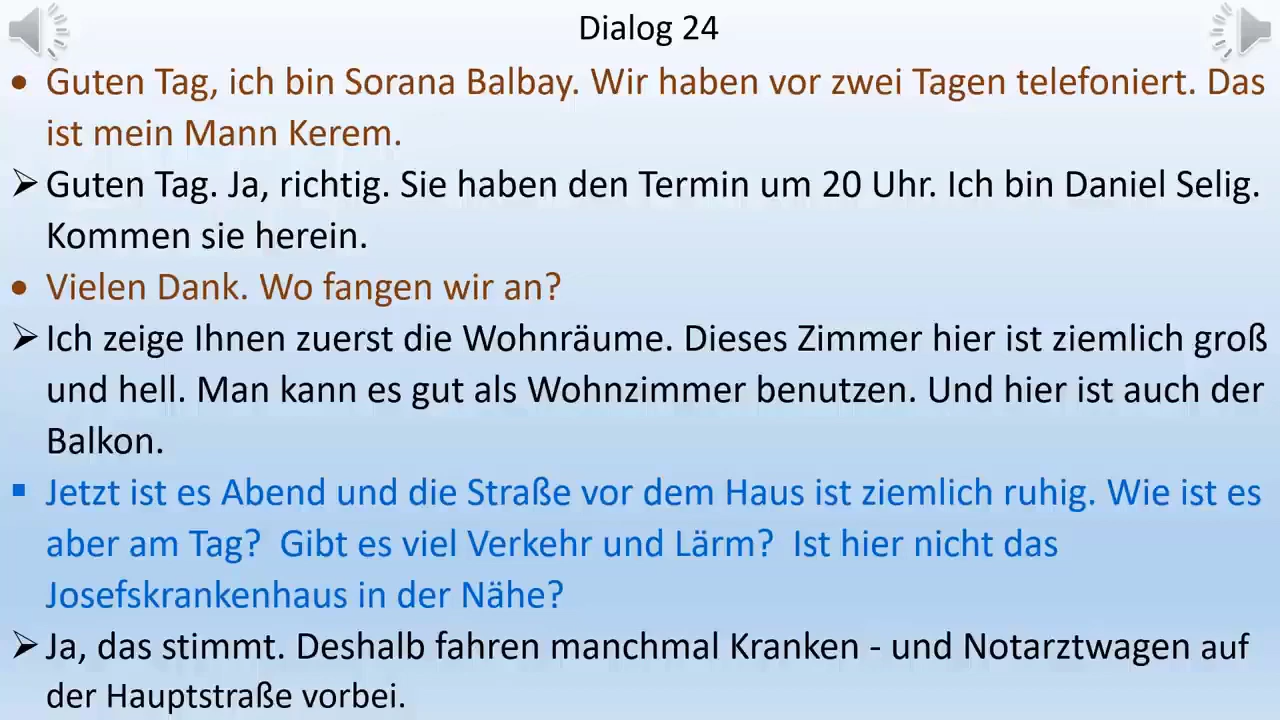 Dialog 24
• Guten Tag, ich bin Sorana Balbay. Wir haben vor zwei Tagen telefoniert. Das
ist mein Mann Kerem.
➢ Guten Tag. Ja, richtig. Sie haben den Termin um 20 Uhr. Ich bin Daniel Selig.
Kommen sie herein.
• Vielen Dank. Wo fangen wir an?
➢ Ich zeige Ihnen zuerst die Wohnräume. Dieses Zimmer hier ist ziemlich groß
und hell. Man kann es gut als Wohnzimmer benutzen. Und hier ist auch der
Balkon.
▪ Jetzt ist es Abend und die Straße vor dem Haus ist ziemlich ruhig. Wie ist es
aber am Tag?  Gibt es viel Verkehr und Lärm?  Ist hier nicht das
Josefskrankenhaus in der Nähe?
➢ Ja, das stimmt. Deshalb fahren manchmal Kranken - und Notarztwagen auf
der Hauptstraße vorbei.